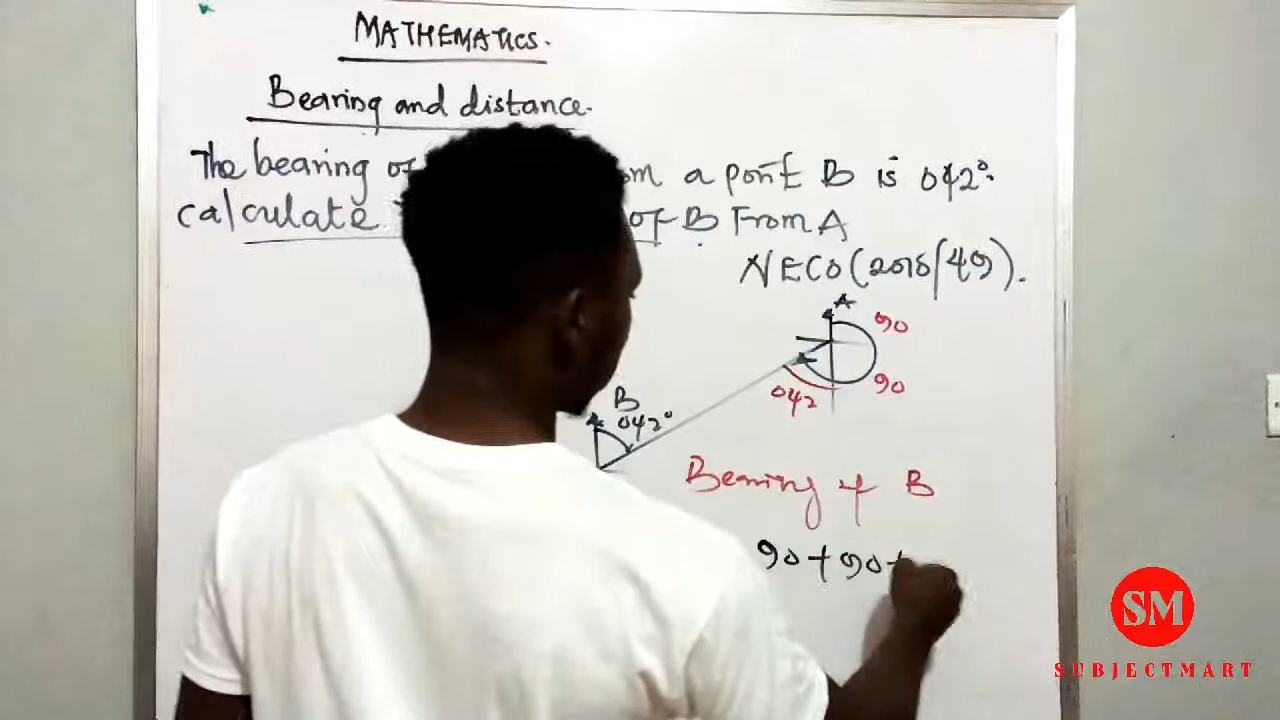 MATHEMATICS.
Bearing and distance.
The bearing of a point B is 042°.
calculate of B From A
NECO (2018/49).
A
90
90
042
B
042°
Bearing of B
90+90+
SM
SUBJECTMART